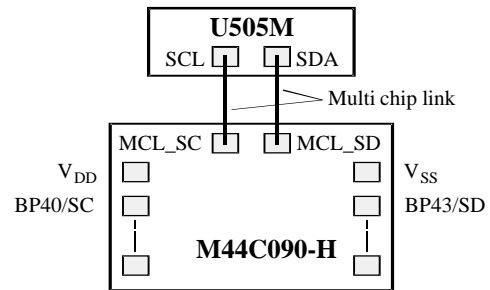 U505M
SCL SDA
Multi chip link
MCL_SC MCL_SD
VDD VSS
BP40/SC BP43/SD
M44C090-H